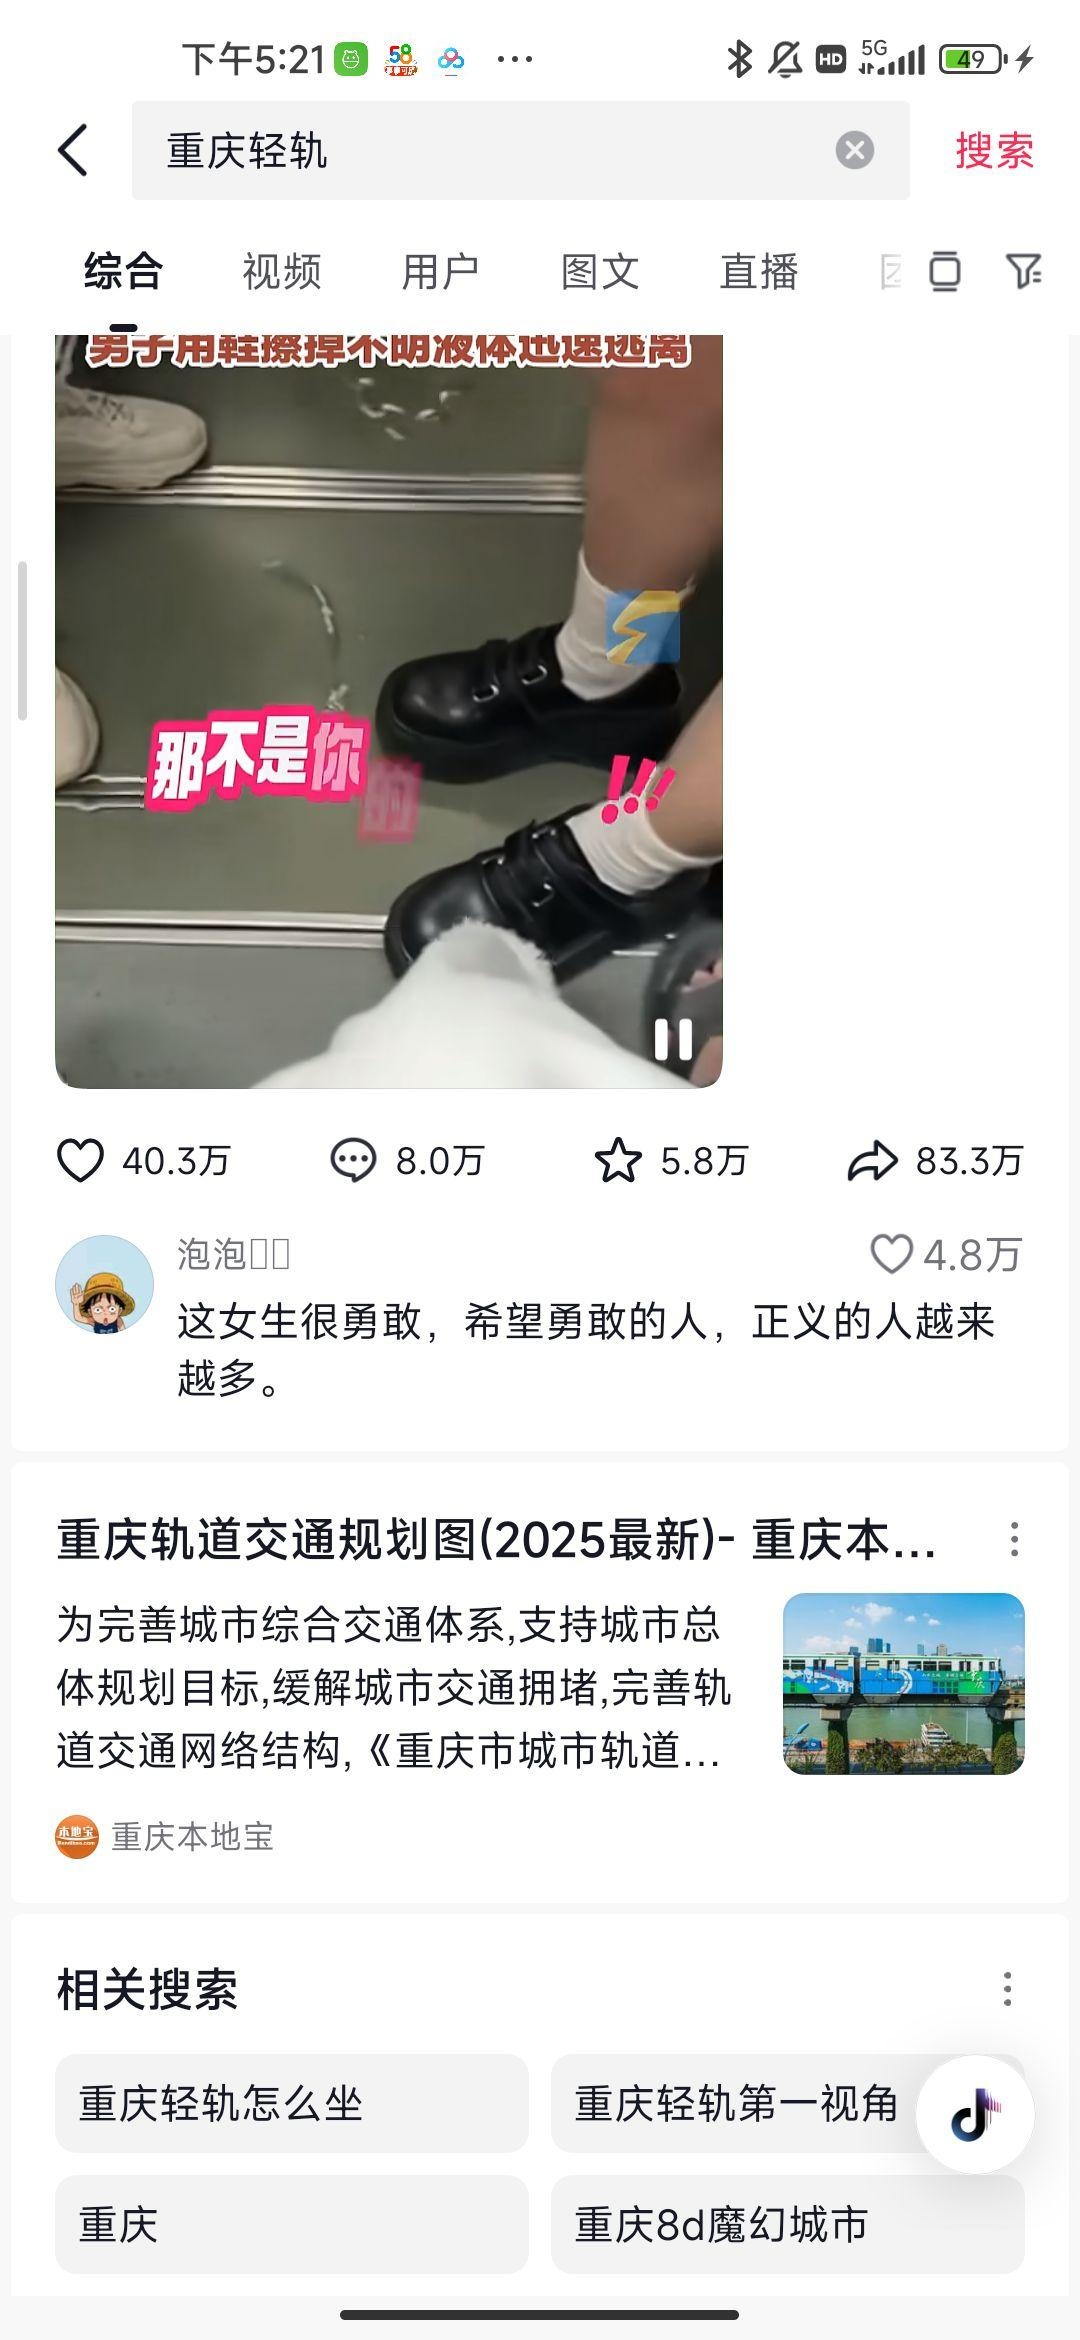 下午5:21
58
HD
5G
49
重庆轻轨
搜索
综合
视频
用户
图文
直播
男子用鞋擦掉不明液体迅速逃离
那不是你的
!!!
40.3万
8.0万
5.8万
83.3万
泡泡
4.8万
这女生很勇敢，希望勇敢的人，正义的人越来
越多。
重庆轨道交通规划图(2025最新)- 重庆本...
为完善城市综合交通体系,支持城市总
体规划目标,缓解城市交通拥堵,完善轨
道交通网络结构,《重庆市城市轨道...
本地宝
重庆本地宝
相关搜索
重庆轻轨怎么坐
重庆轻轨第一视角
重庆
重庆8d魔幻城市